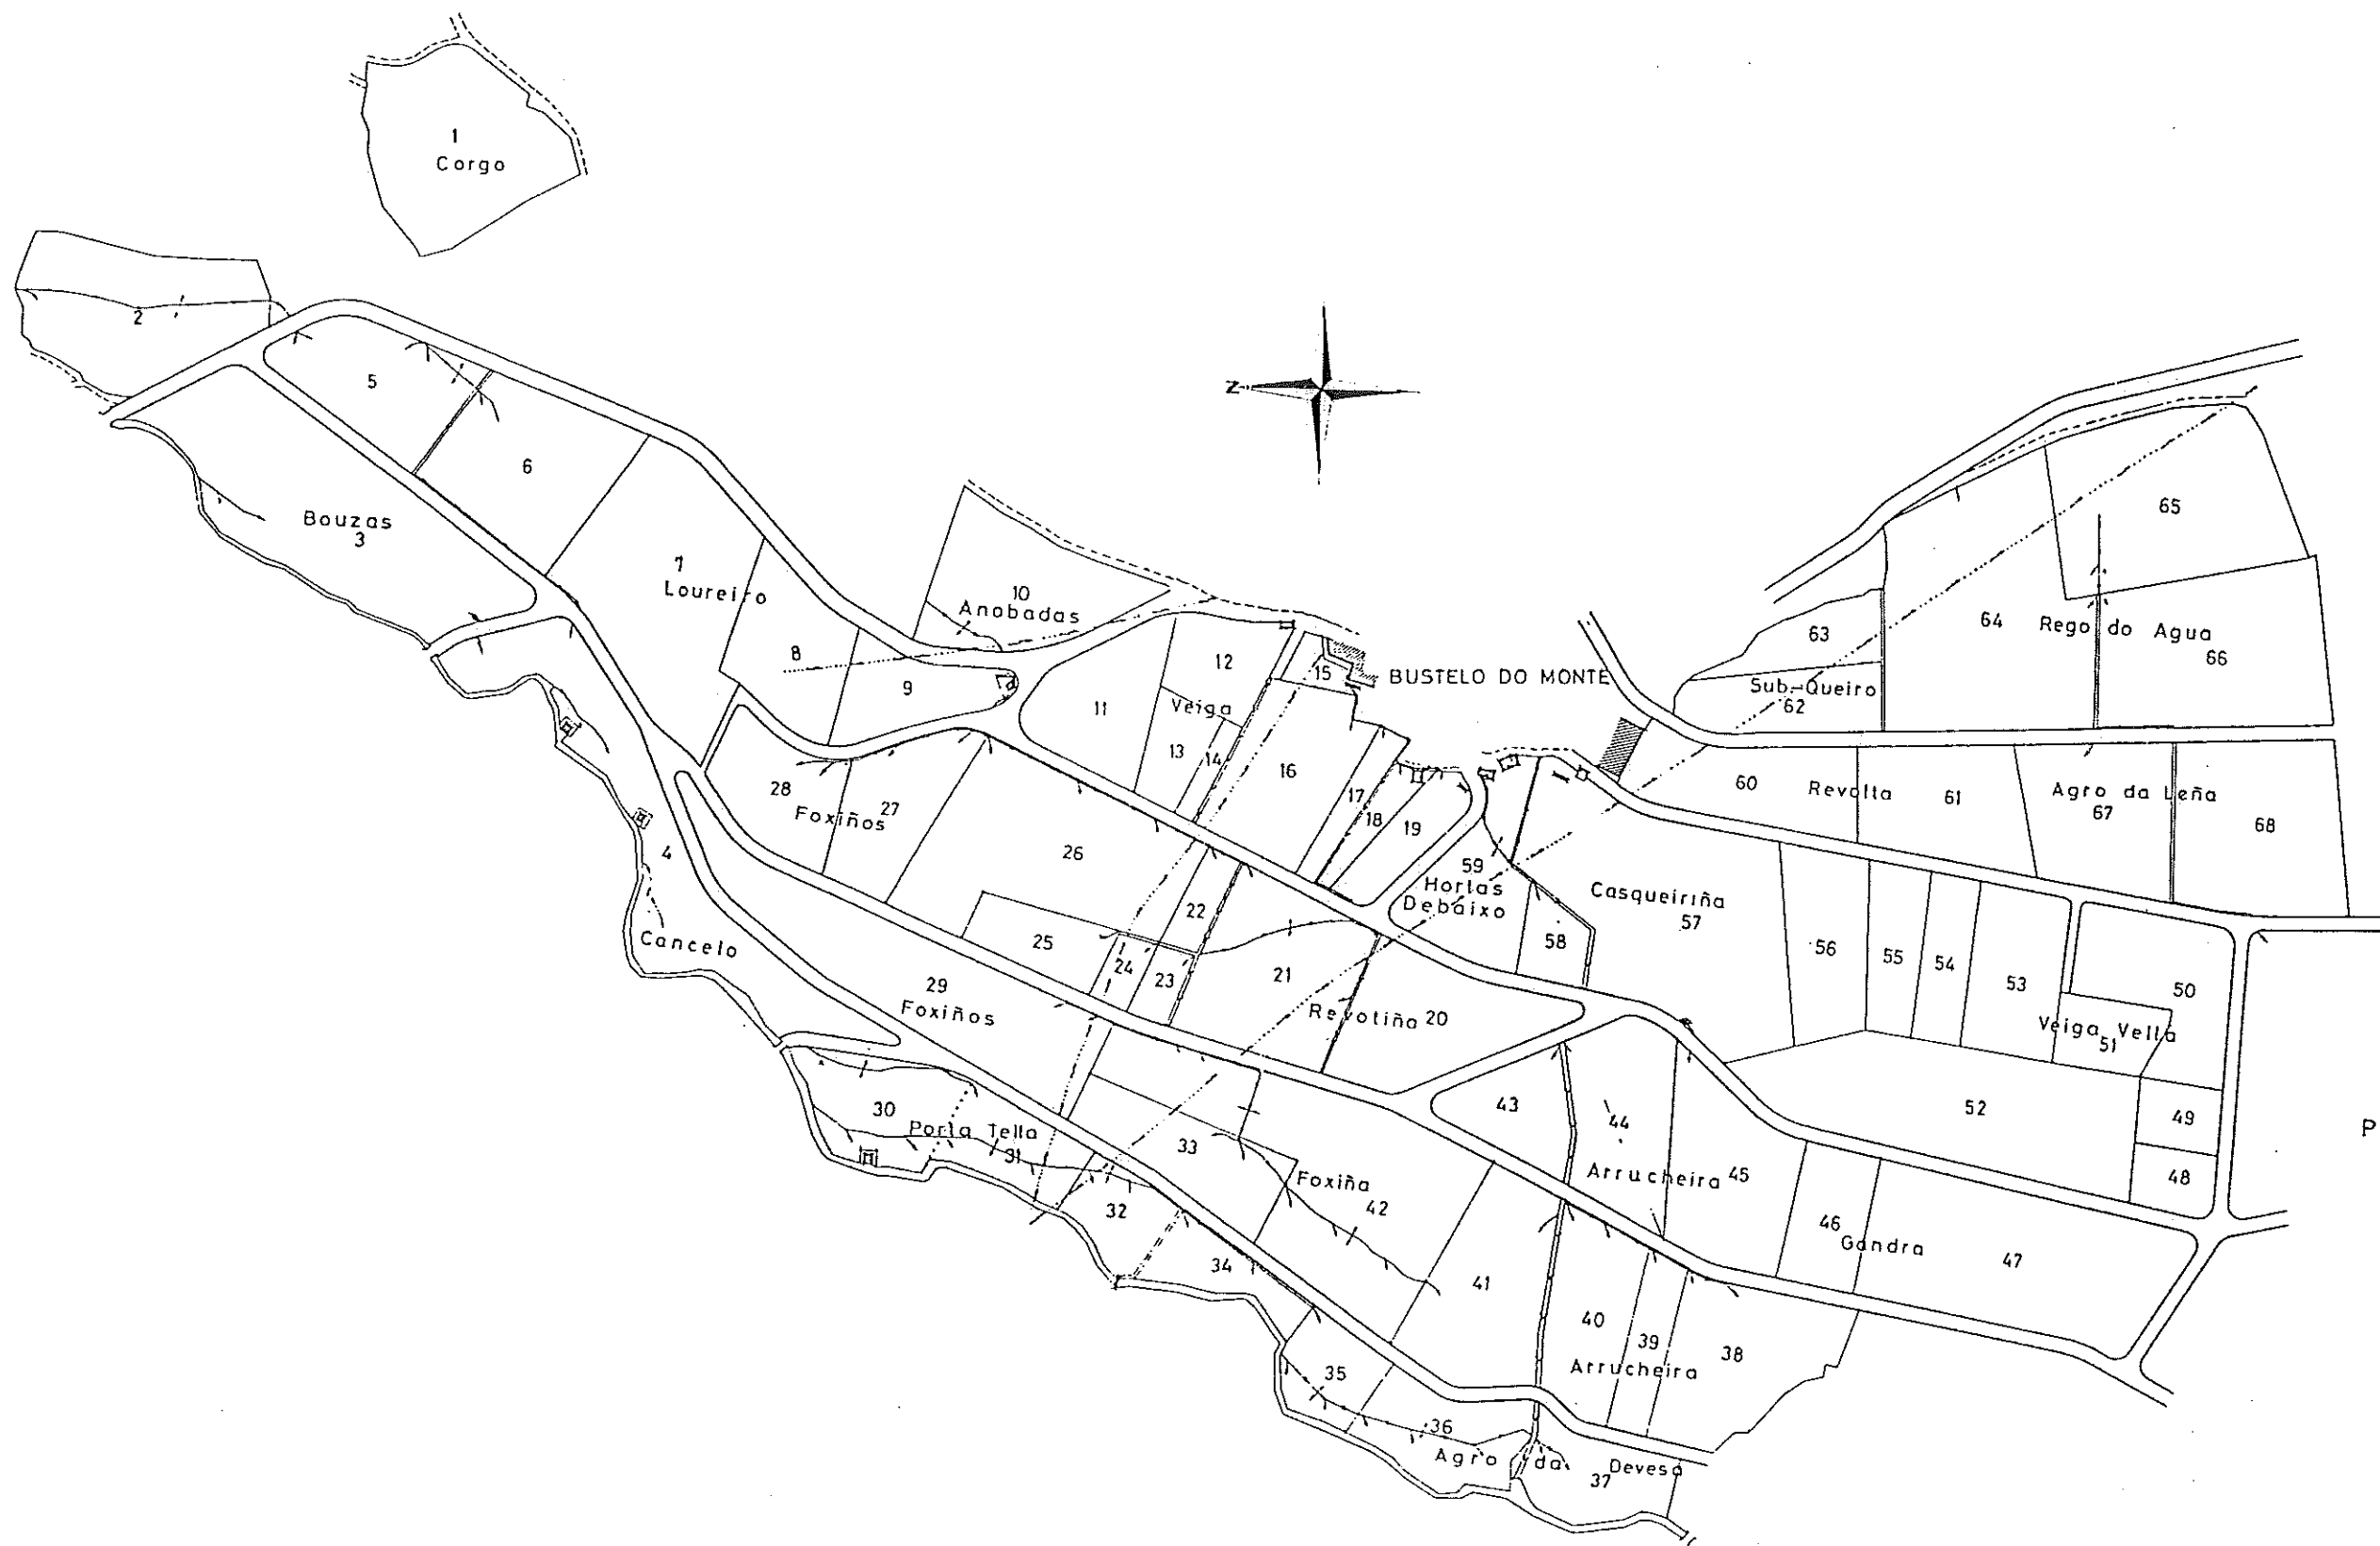 1
Corgo
2
5
6
Bouzas
3
7
Loureiro
8
9
10
Anobadas
N
11
12
Veiga
13
14
15
BUSTELO DO MONTE
16
17
18
19
65
64
Rego do Agua
66
63
Sub-Queiro
62
60
Revolta
61
Agro da Leña
67
68
28
Foxiños
27
26
25
24
22
23
21
Revotiña 20
59
Hortas
Debaixo
58
Casqueiriña
57
56
55
54
53
50
Veiga Vella
51
52
49
48
P
4
Cancelo
29
Foxiños
30
Porta Tella
31
32
33
34
Foxiña
42
41
43
44
Arrucheira 45
46
Gandra
47
40
39
38
Arrucheira
35
36
Agro da Devesa
37